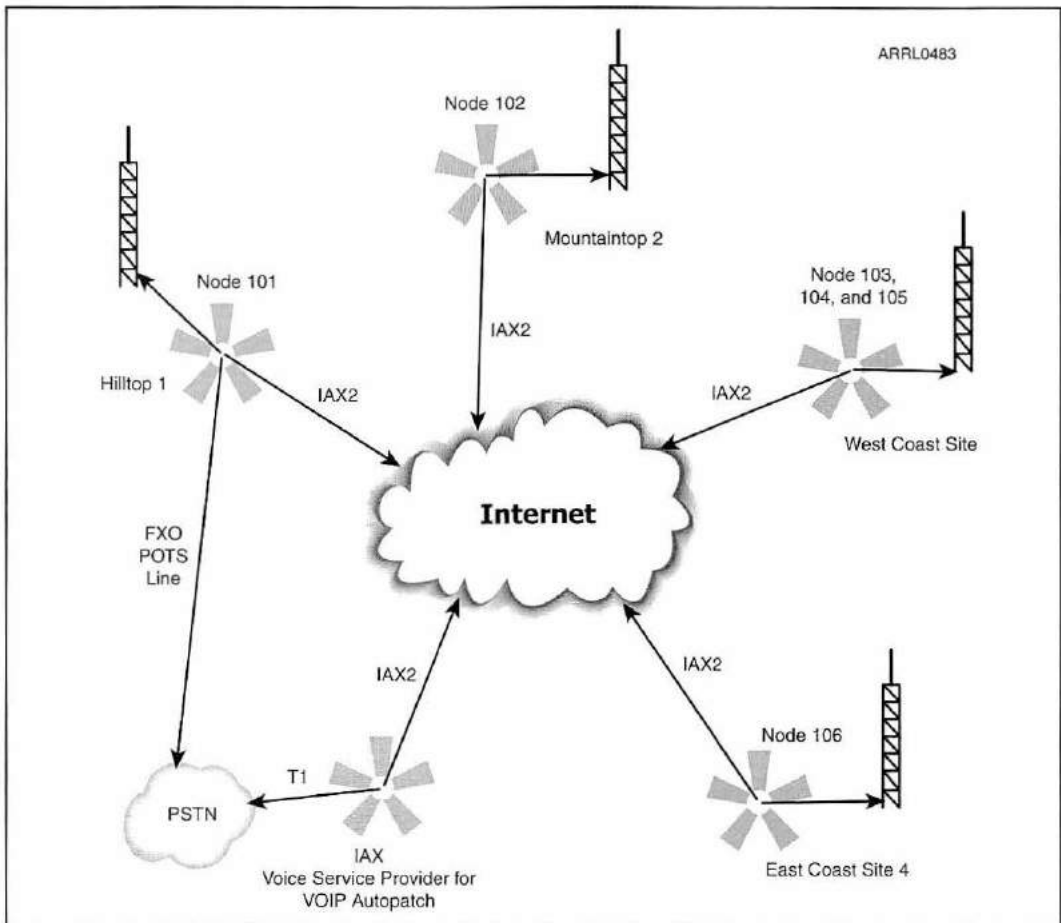 ARRL0483
Node 102
Mountaintop 2
Node 101
Hilltop 1
Node 103,
104, and 105
West Coast Site
IAX2
IAX2
IAX2
Internet
FXO
POTS
Line
IAX2
IAX2
T1
PSTN
IAX
Voice Service Provider for
VOIP Autopatch
Node 106
East Coast Site 4